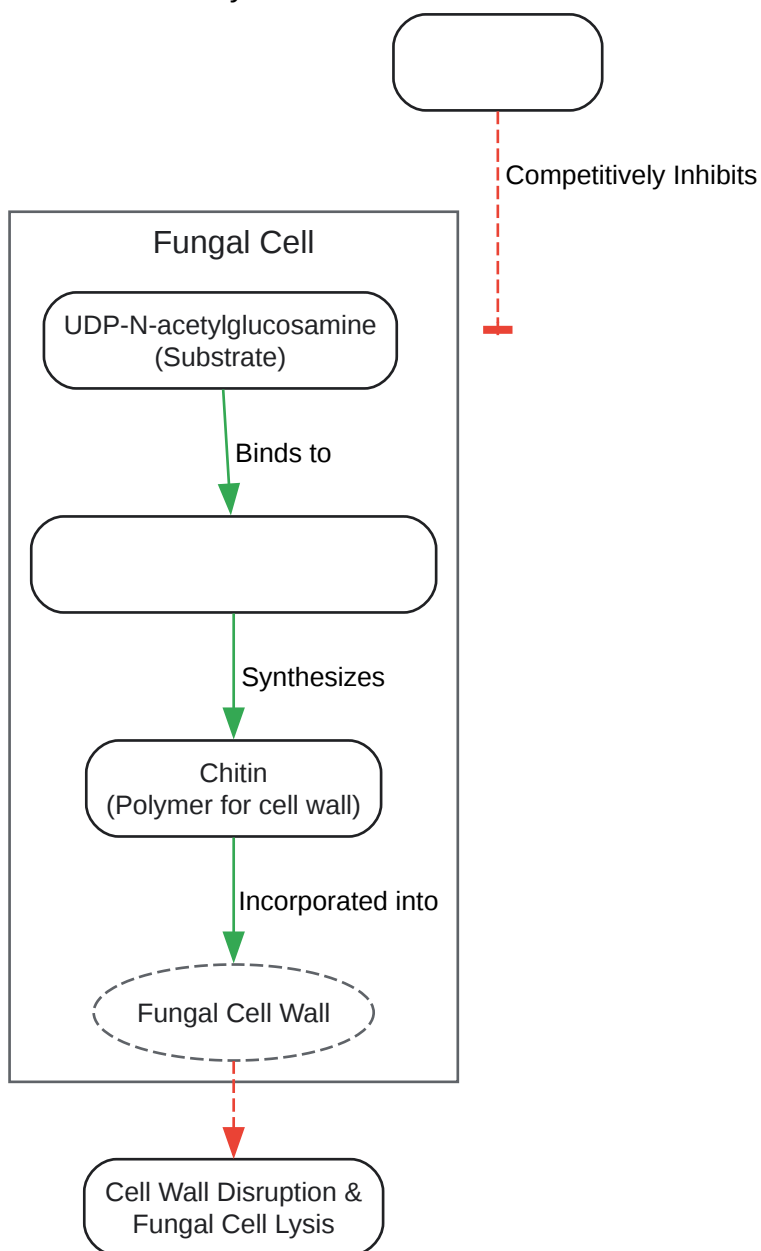 Competitively Inhibits
Fungal Cell
UDP-N-acetylglucosamine
(Substrate)
Binds to
Synthesizes
Chitin
(Polymer for cell wall)
Incorporated into
Fungal Cell Wall
Cell Wall Disruption &
Fungal Cell Lysis